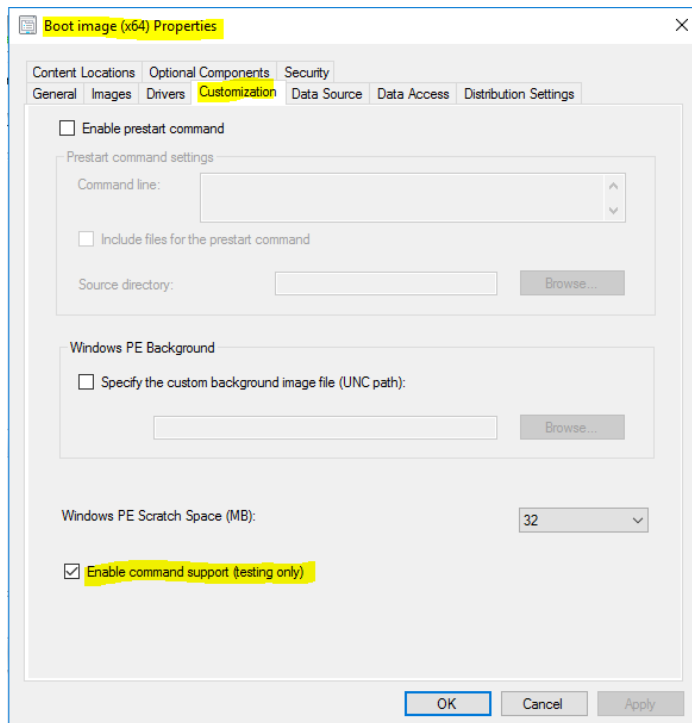 Boot image (x64) Properties
Content Locations Optional Components Security
General Images Drivers Customization Data Source Data Access Distribution Settings
Enable prestart command
Prestart command settings
Command line:
Include files for the prestart command
Source directory:
Browse...
Windows PE Background
Specify the custom background image file (UNC path):
Browse...
Windows PE Scratch Space (MB):
32
Enable command support (testing only)
OK Cancel Apply